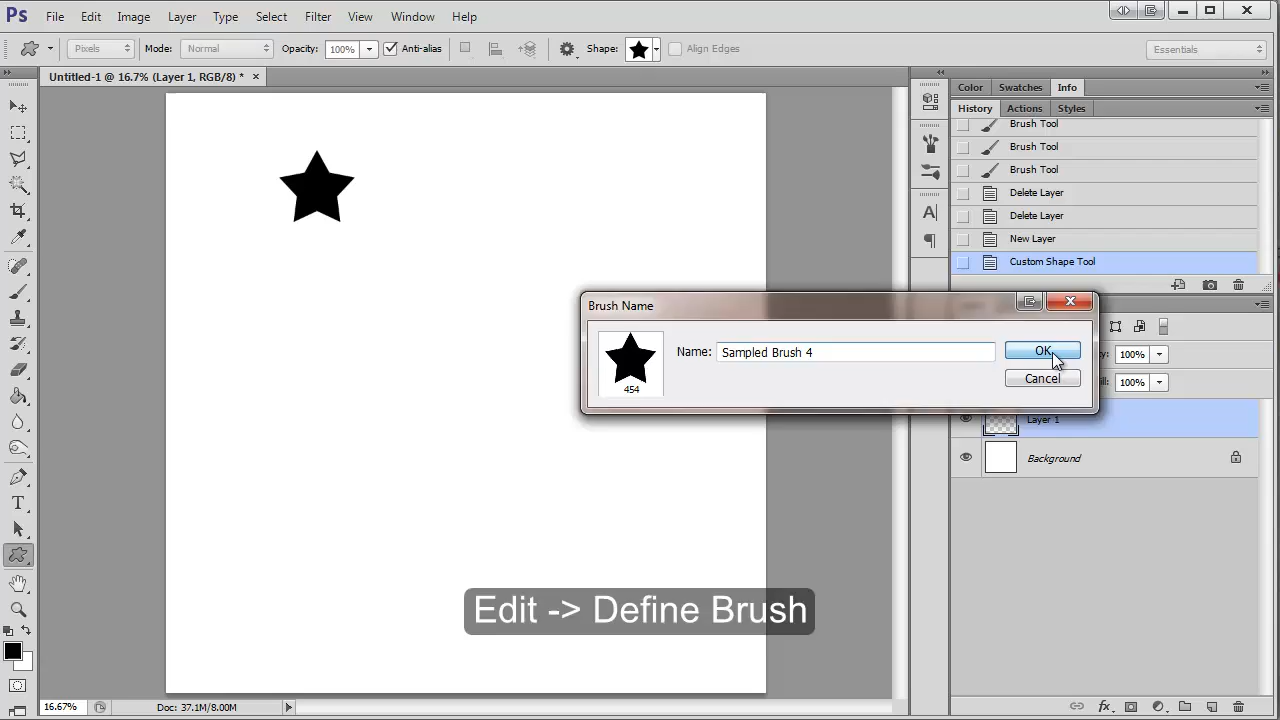 Ps File Edit Image Layer Type Select Filter View Window Help
Pixels Mode: Normal Opacity: 100% Anti-alias Shape: Align Edges Essentials
Untitled-1 @ 16.7% (Layer 1, RGB/8) *
Color Swatches Info
History Actions Styles
Brush Tool
Brush Tool
Brush Tool
Delete Layer
Delete Layer
New Layer
Custom Shape Tool
Brush Name
Name: Sampled Brush 4 OK
454
Cancel
100%
100%
Layer 1
Background
Edit -> Define Brush
16.67% Doc: 37.1M/8.00M